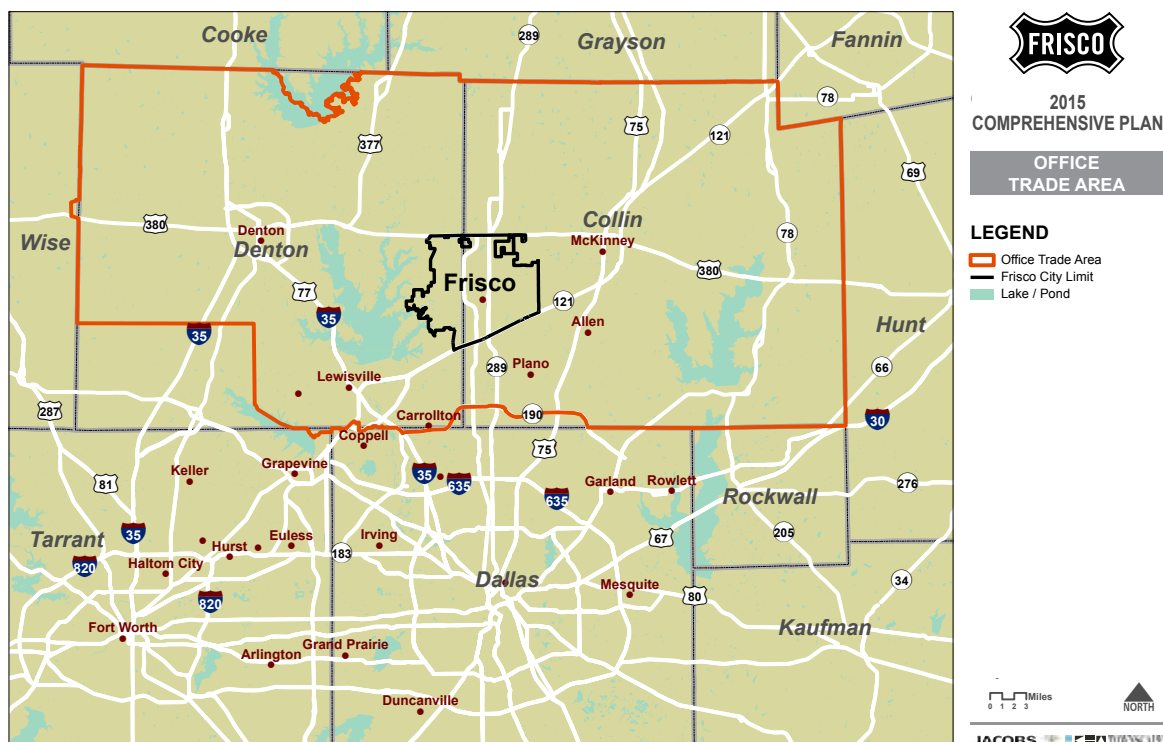 Cooke
289
Grayson
Fannin
FRISCO
2015
COMPREHENSIVE PLAN
OFFICE
TRADE AREA
LEGEND
Office Trade Area
Frisco City Limit
Lake / Pond
78
75
121
377
69
380
Denton
Collin
McKinney
78
Wise
Denton
380
Frisco
77
121
35
35
Allen
Hunt
289
Plano
66
Lewisville
287
Carrollton
190
30
Coppell
75
Keller
Grapevine
35
635
635
Garland
Rowlett
81
Rockwall
276
Tarrant
35
Hurst
Euless
183
Irving
67
205
820
Haltom City
820
Dallas
Mesquite
80
34
Fort Worth
Kaufman
Arlington
Grand Prairie
Duncanville
Miles
0 1 2 3
NORTH
JACOBS